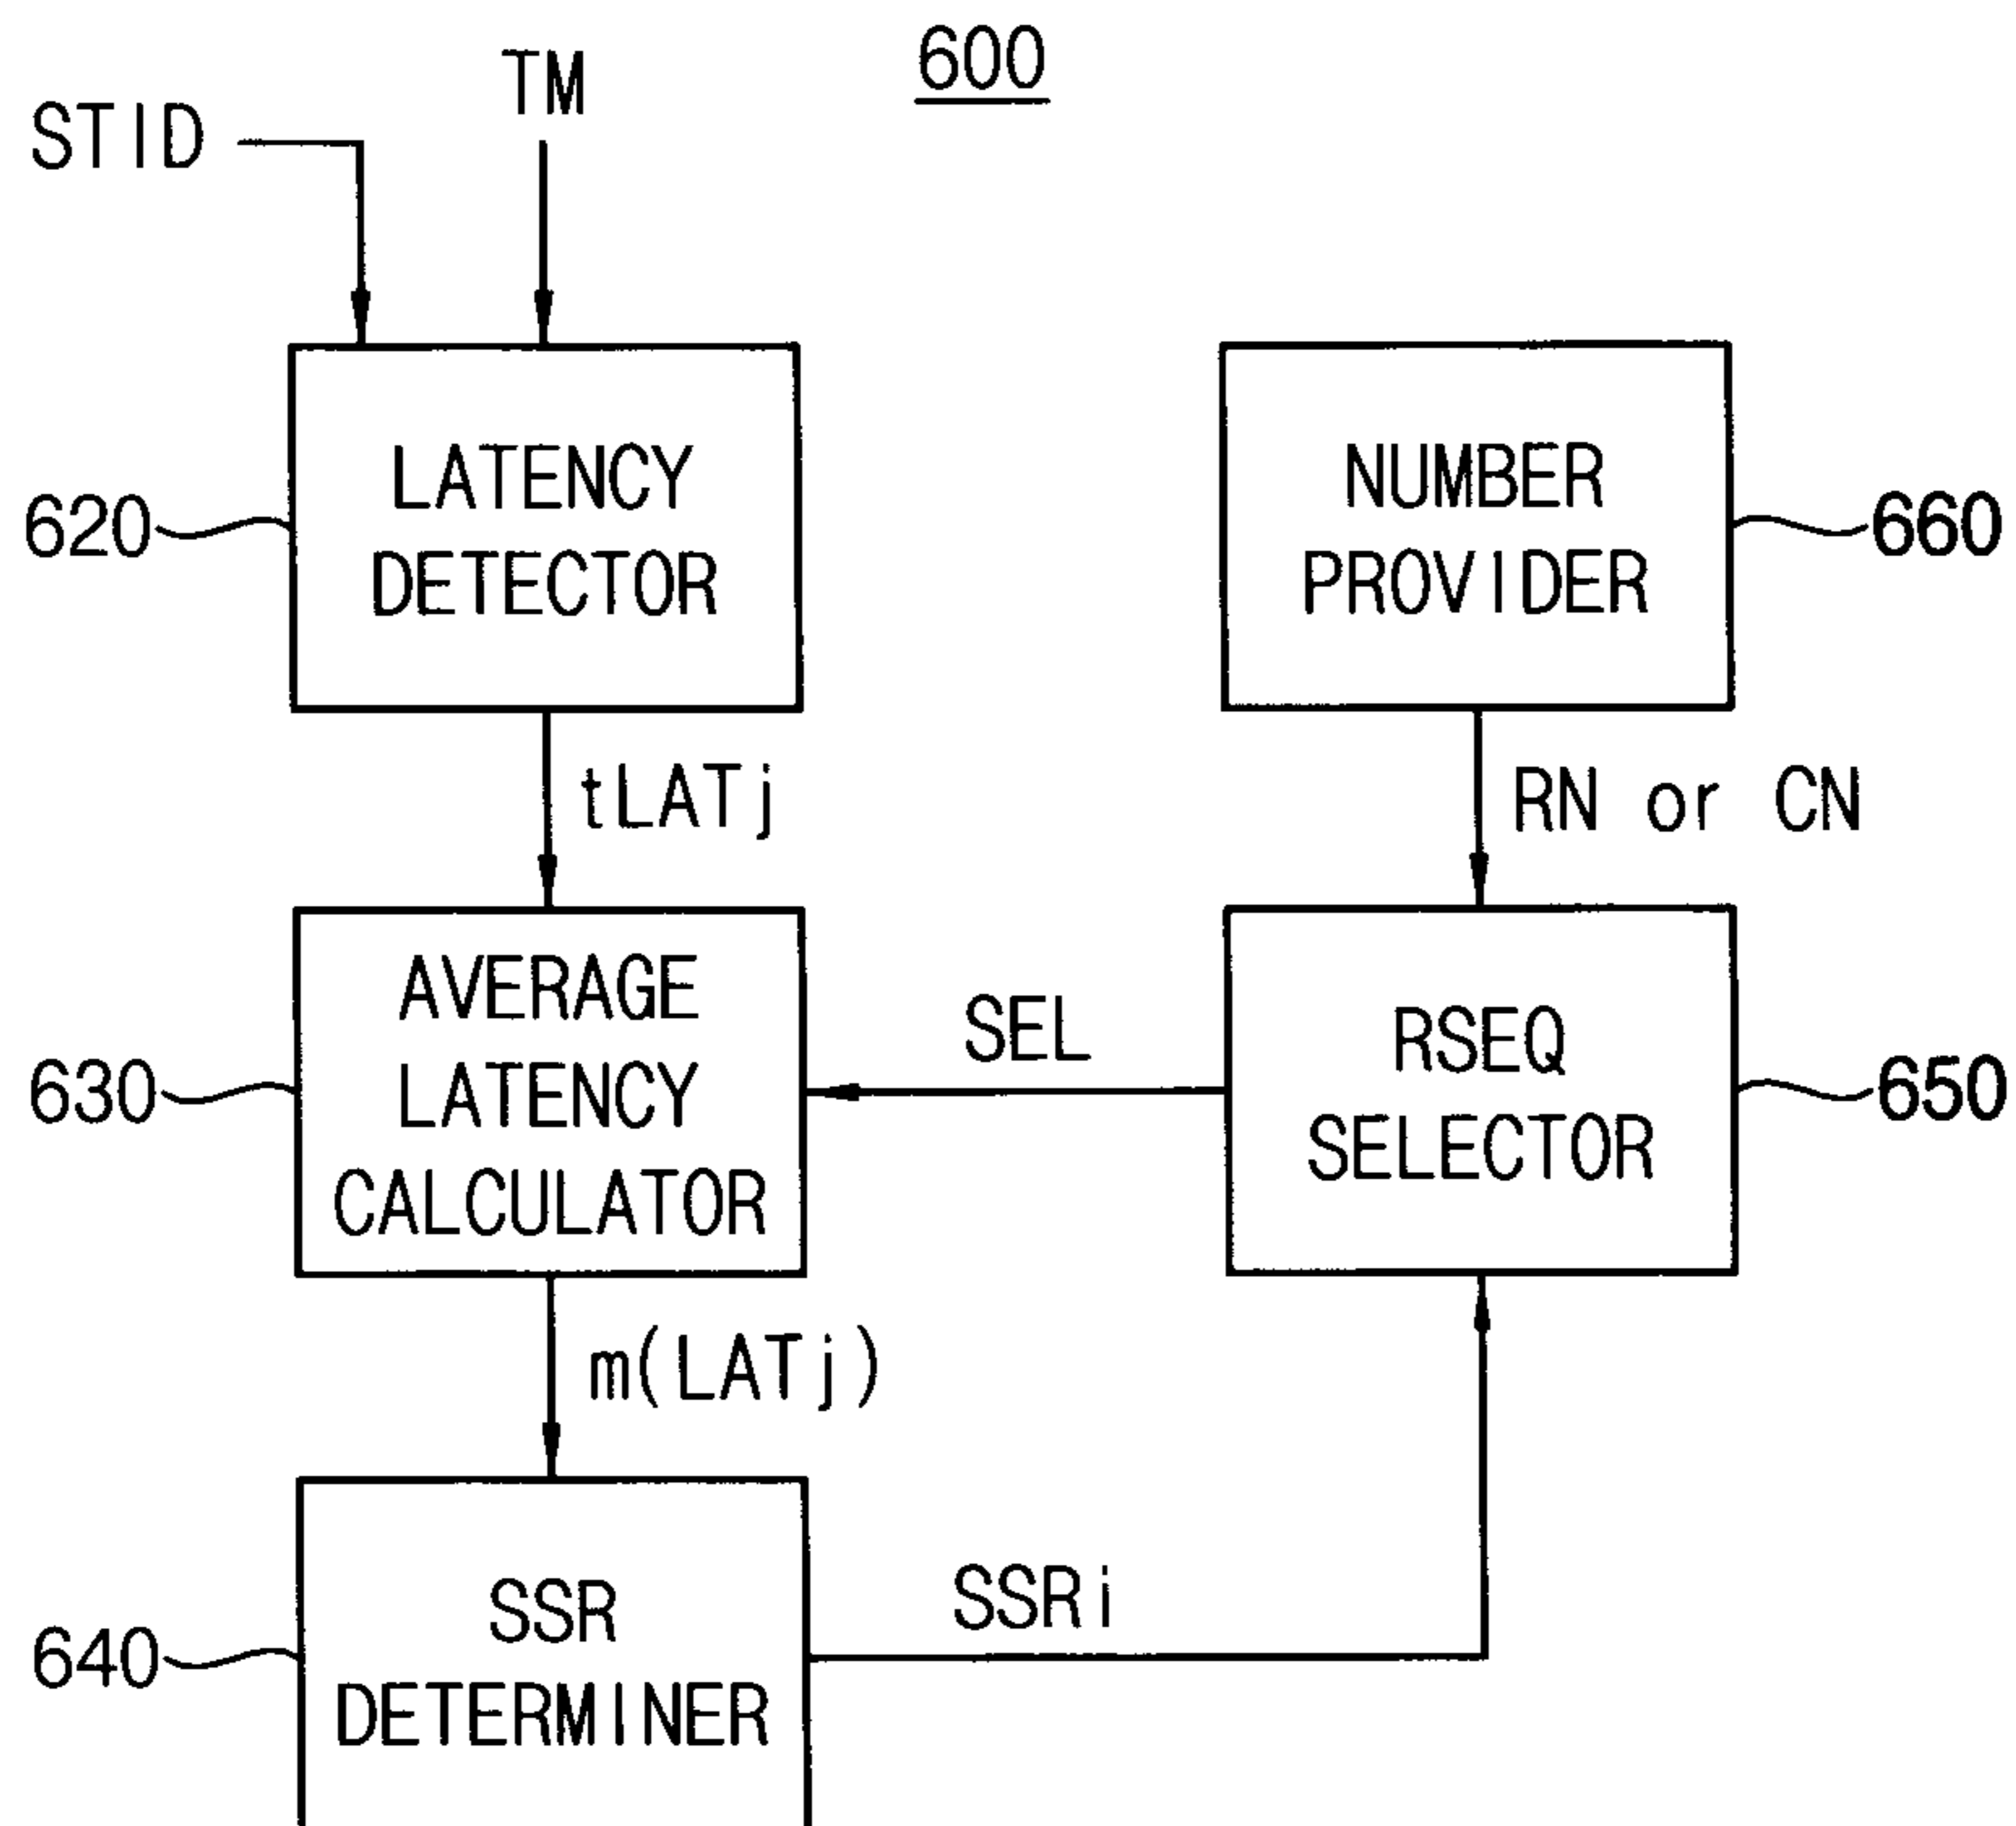 600
STID
TM
LATENCY
DETECTOR
620
NUMBER
PROVIDER
660
tLATj
RN or CN
AVERAGE
LATENCY
CALCULATOR
630
SEL
RSEQ
SELECTOR
650
m(LATj)
SSR
DETERMINER
640
SSRi